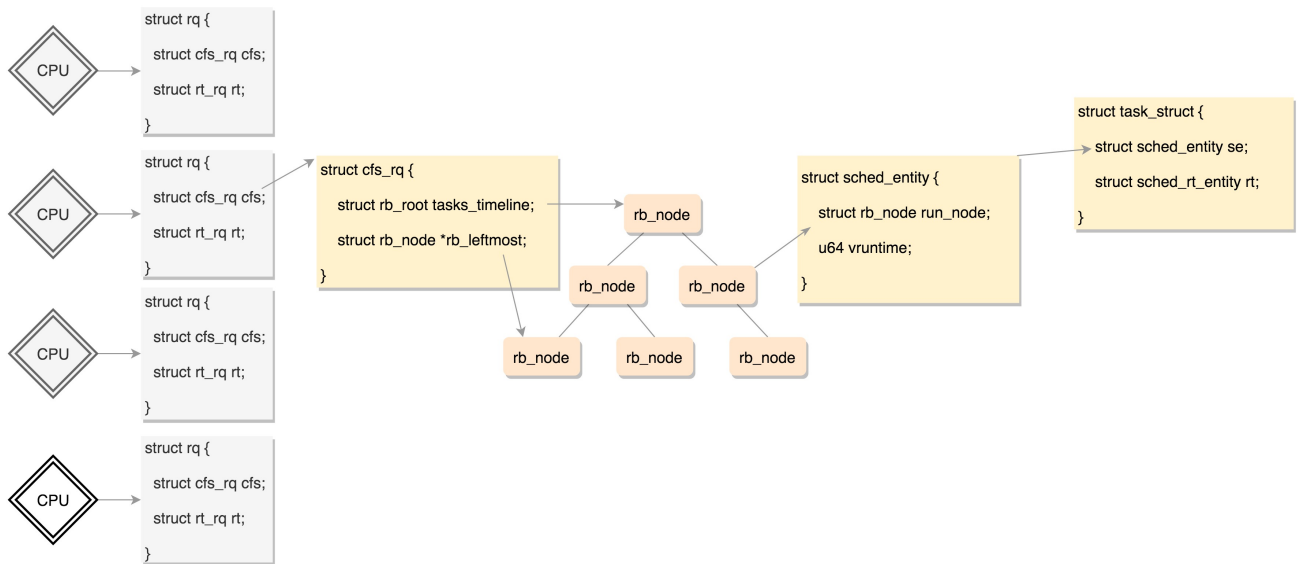 CPU
struct rq {
struct cfs_rq cfs;
struct rt_rq rt;
}
CPU
struct rq {
struct cfs_rq cfs;
struct rt_rq rt;
}
CPU
struct rq {
struct cfs_rq cfs;
struct rt_rq rt;
}
CPU
struct rq {
struct cfs_rq cfs;
struct rt_rq rt;
}
struct cfs_rq {
struct rb_root tasks_timeline;
struct rb_node *rb_leftmost;
}
rb_node
rb_node
rb_node
rb_node
rb_node
rb_node
struct sched_entity {
struct rb_node run_node;
u64 vruntime;
}
struct task_struct {
struct sched_entity se;
struct sched_rt_entity rt;
}